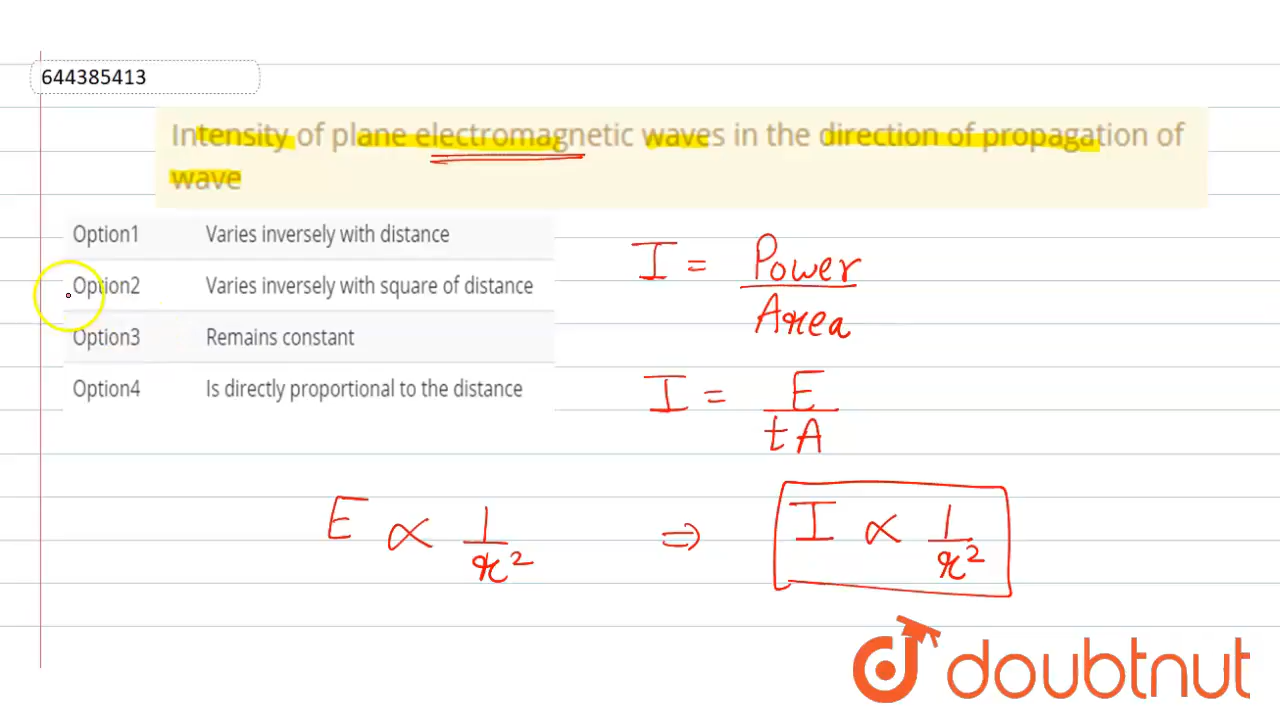 644385413
Intensity of plane electromagnetic waves in the direction of propagation of
wave
Option1 Varies inversely with distance
Option2 Varies inversely with square of distance
Option3 Remains constant
Option4 Is directly proportional to the distance
I = Power / Area
I = E / tA
E ∝ 1/r² ⇒ I ∝ 1/r²
doubtnut